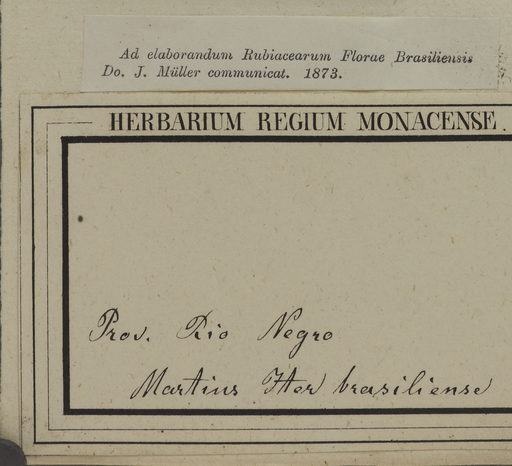 Ad elaborandum Rubiacearum Florae Brasiliensis
Do. J. Müller communicat. 1873.
HERBARIUM REGIUM MONACENSE.
Prov. Rio Negro
Martius Iter brasiliense